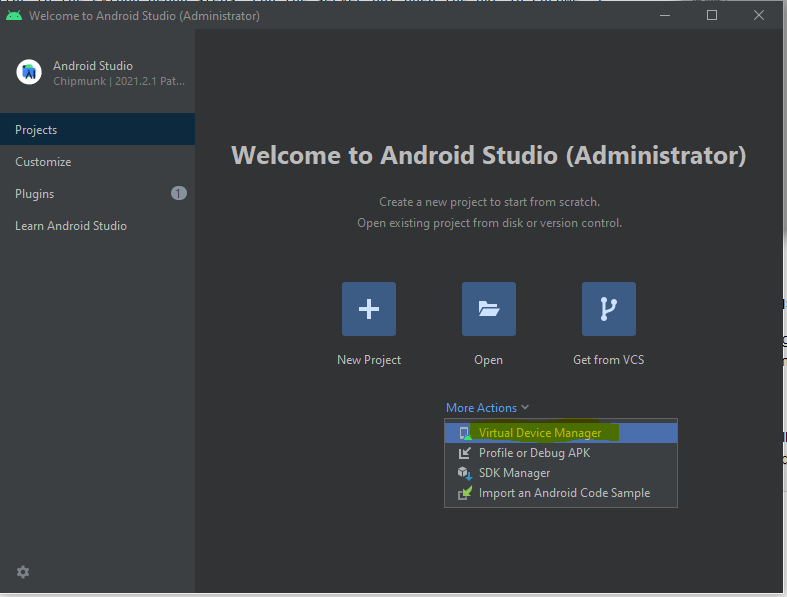 Welcome to Android Studio (Administrator)
Android Studio
Chipmunk | 2021.2.1 Pat...
Projects
Customize
Plugins
1
Learn Android Studio
Welcome to Android Studio (Administrator)
Create a new project to start from scratch.
Open existing project from disk or version control.
New Project
Open
Get from VCS
More Actions
Virtual Device Manager
Profile or Debug APK
SDK Manager
Import an Android Code Sample